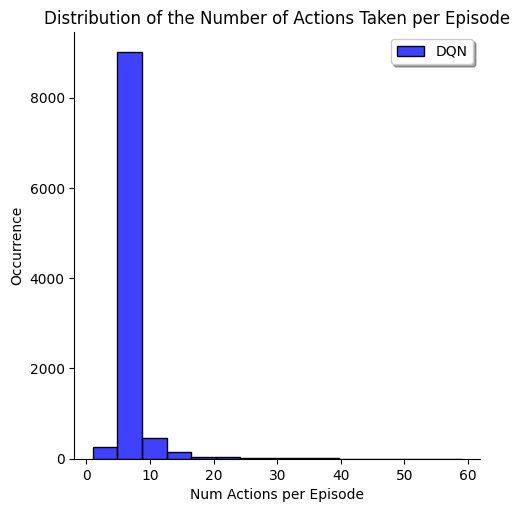 Distribution of the Number of Actions Taken per Episode
DQN
8000
6000
4000
2000
0
Occurrence
0 10 20 30 40 50 60
Num Actions per Episode